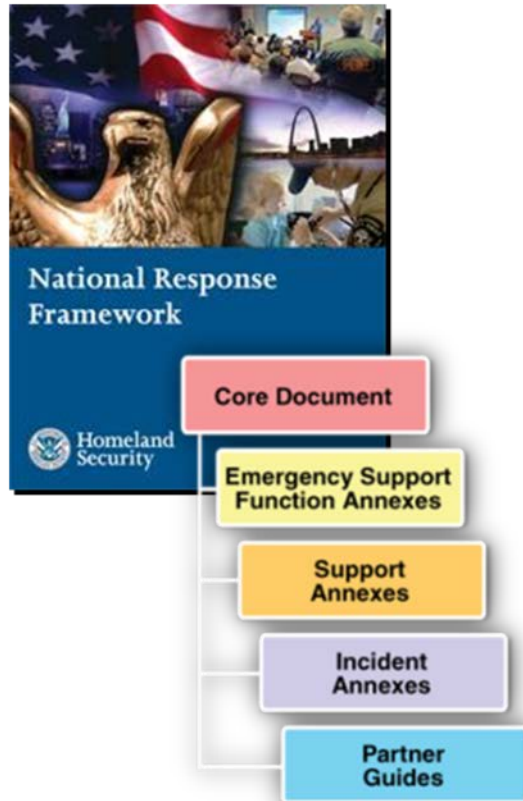 National Response
Framework
Homeland
Security
Core Document
Emergency Support
Function Annexes
Support
Annexes
Incident
Annexes
Partner
Guides